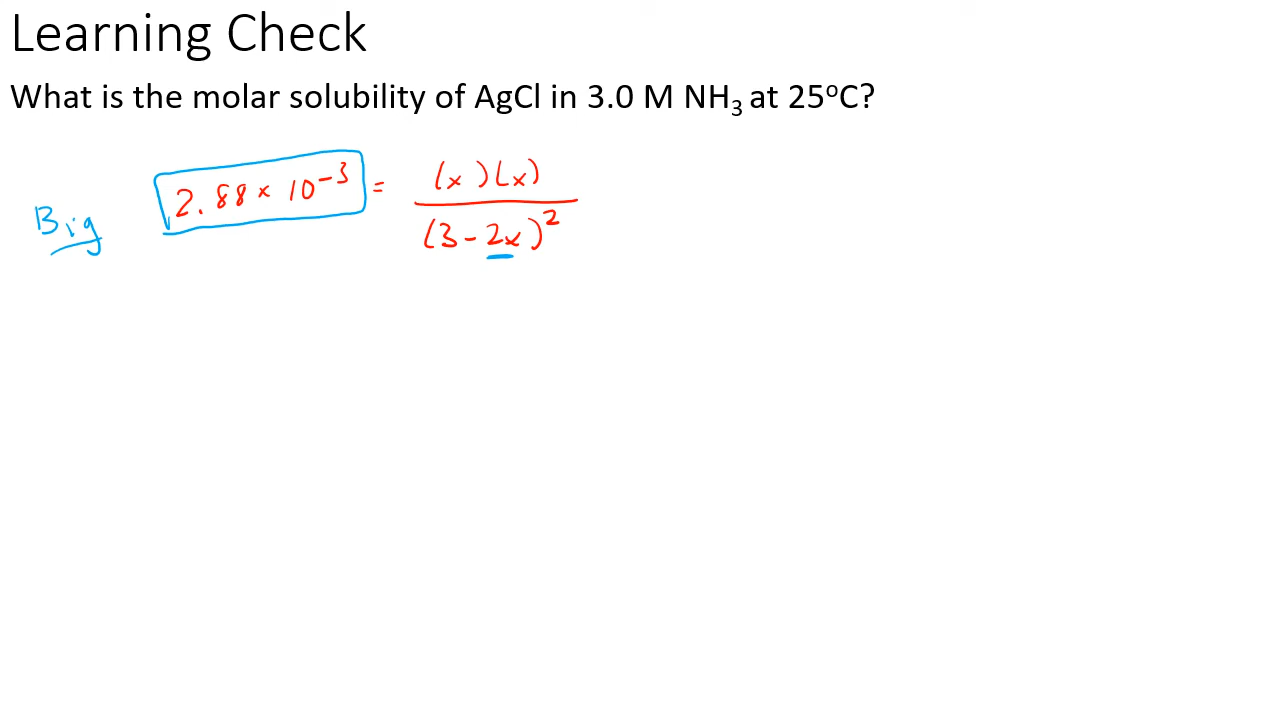 Learning Check
What is the molar solubility of AgCl in 3.0 M NH₃ at 25ºC?
Big 2.88 × 10⁻³ = (x)(x) / (3 - 2x)²